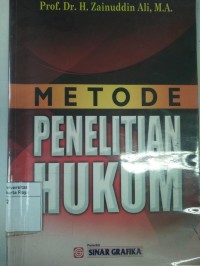 Prof. Dr. H. Zainuddin Ali, M.A.
METODE
PENELITIAN
HUKUM
SINAR GRAFIKA